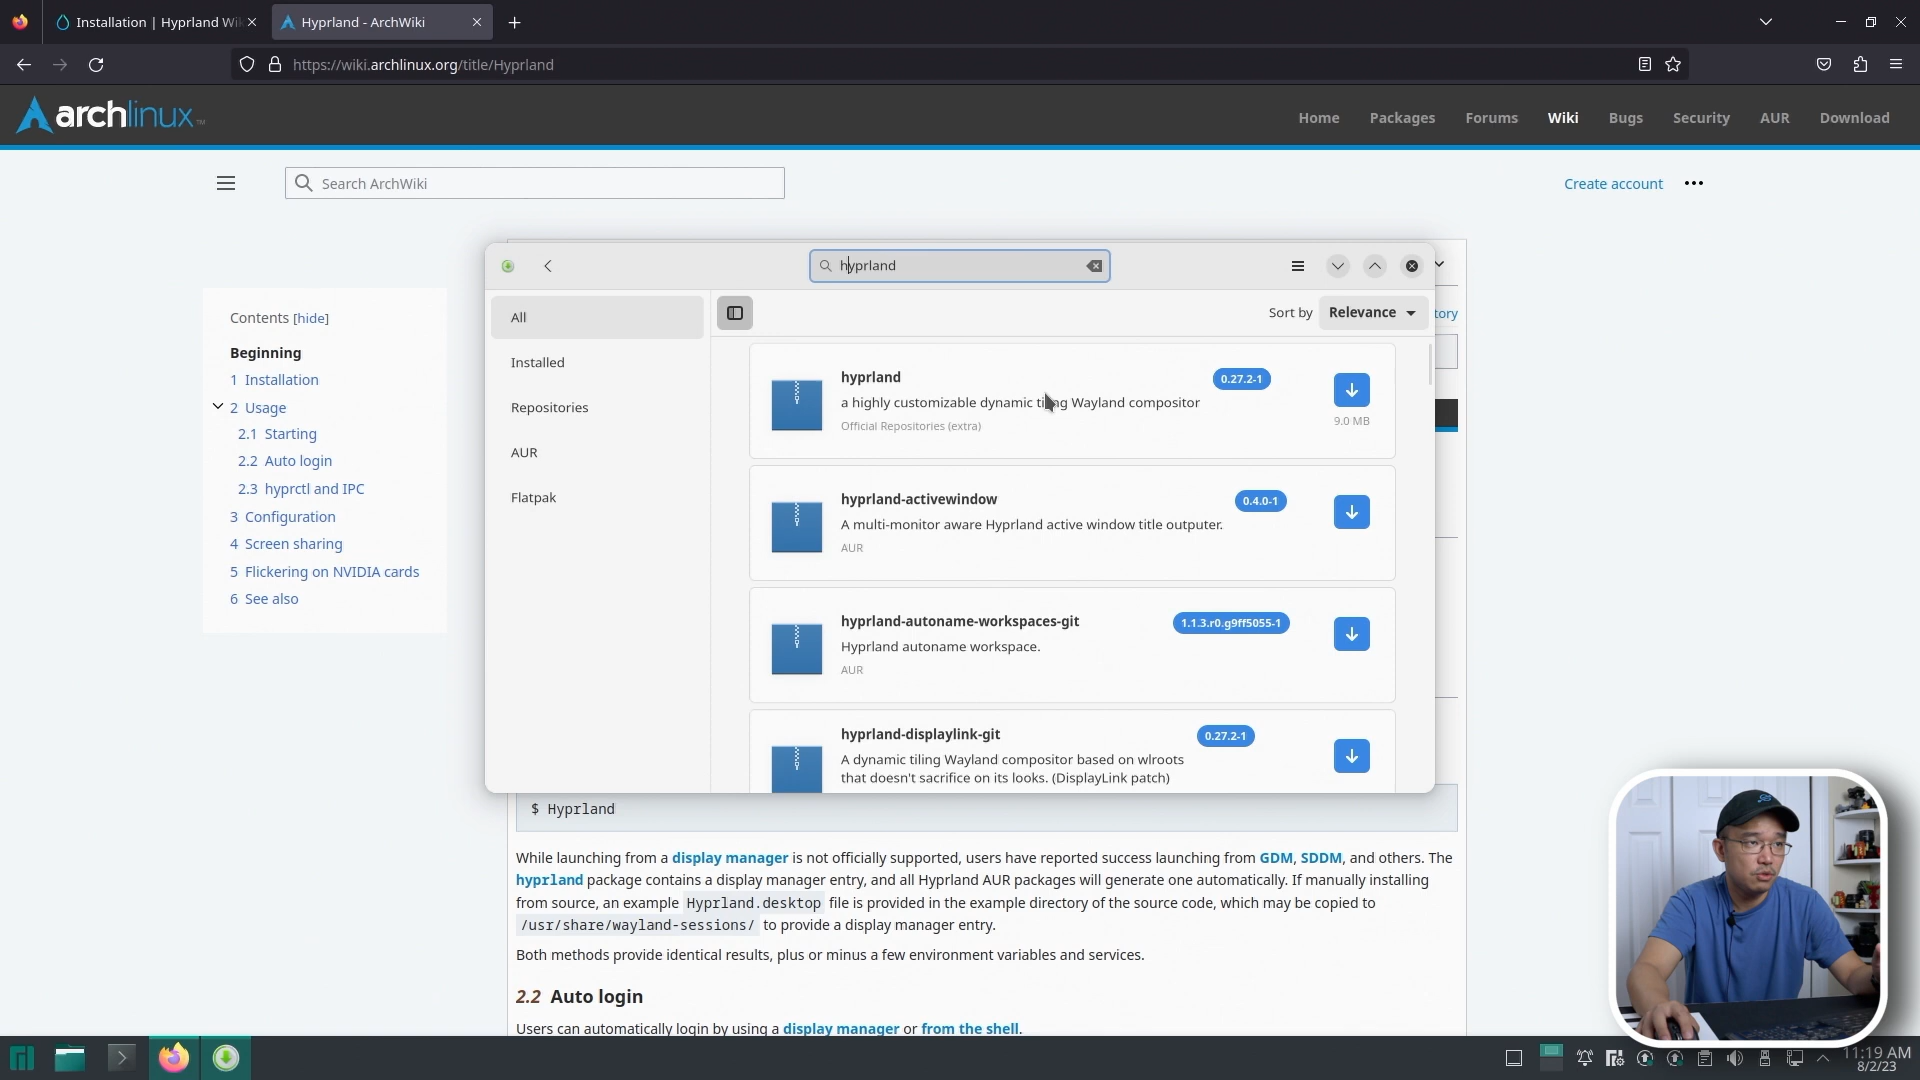 Installation | Hyprland Wi
Hyprland - ArchWiki
https://wiki.archlinux.org/title/Hyprland
archlinux
TM
Home
Packages
Forums
Wiki
Bugs
Security
AUR
Download
Search ArchWiki
Create account
Contents [hide]
Beginning
1 Installation
2 Usage
2.1 Starting
2.2 Auto login
2.3 hyprctl and IPC
3 Configuration
4 Screen sharing
5 Flickering on NVIDIA cards
6 See also
hyprland
All
Installed
Repositories
AUR
Flatpak
Sort by
Relevance
tory
hyprland
0.27.2-1
a highly customizable dynamic tiling Wayland compositor
Official Repositories (extra)
9.0 MB
hyprland-activewindow
0.4.0-1
A multi-monitor aware Hyprland active window title outputer.
AUR
hyprland-autoname-workspaces-git
1.1.3.r0.g9ff5055-1
Hyprland autoname workspace.
AUR
hyprland-displaylink-git
0.27.2-1
A dynamic tiling Wayland compositor based on wlroots
that doesn't sacrifice on its looks. (DisplayLink patch)
$ Hyprland
While launching from a display manager is not officially supported, users have reported success launching from GDM, SDDM, and others. The
hyprland package contains a display manager entry, and all Hyprland AUR packages will generate one automatically. If manually installing
from source, an example Hyprland.desktop file is provided in the example directory of the source code, which may be copied to
/usr/share/wayland-sessions/ to provide a display manager entry.
Both methods provide identical results, plus or minus a few environment variables and services.
2.2 Auto login
Users can automatically login by using a display manager or from the shell.
11:19 AM
8/2/23